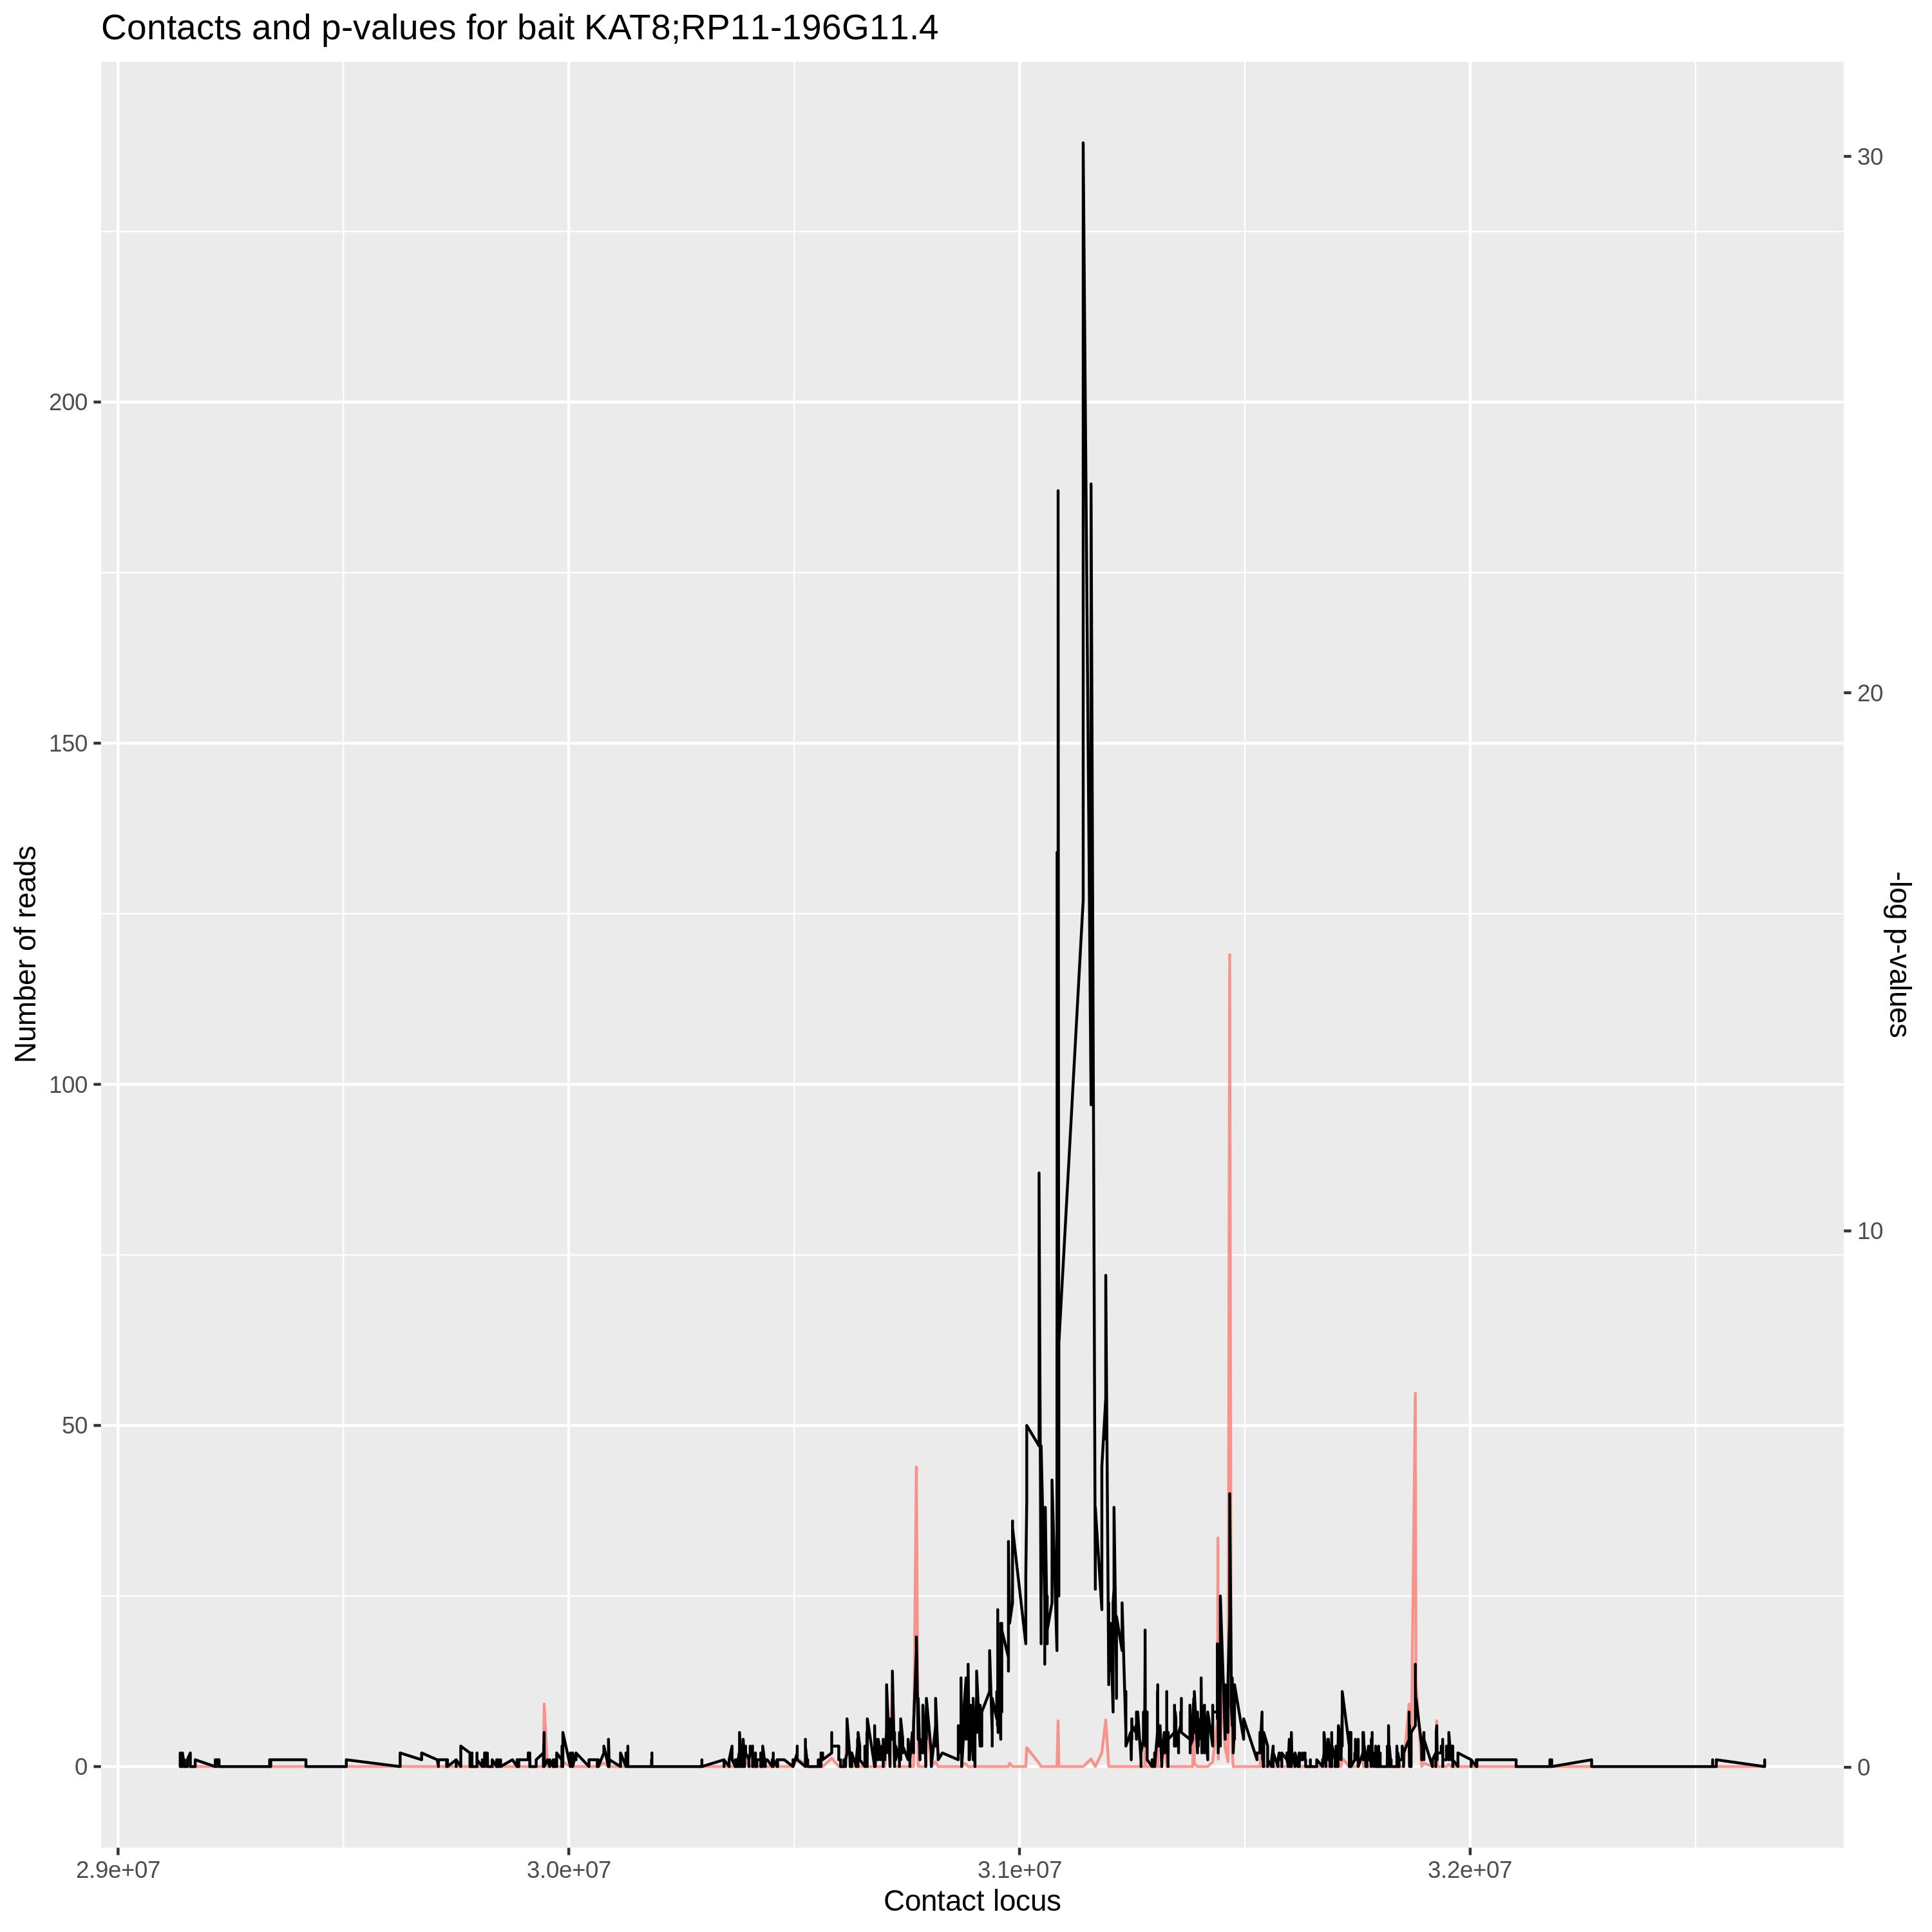 Contacts and p-values for bait KAT8;RP11-196G11.4
Number of reads
200
150
100
50
0
30
20
10
0
-log p-values
2.9e+07
3.0e+07
3.1e+07
3.2e+07
Contact locus